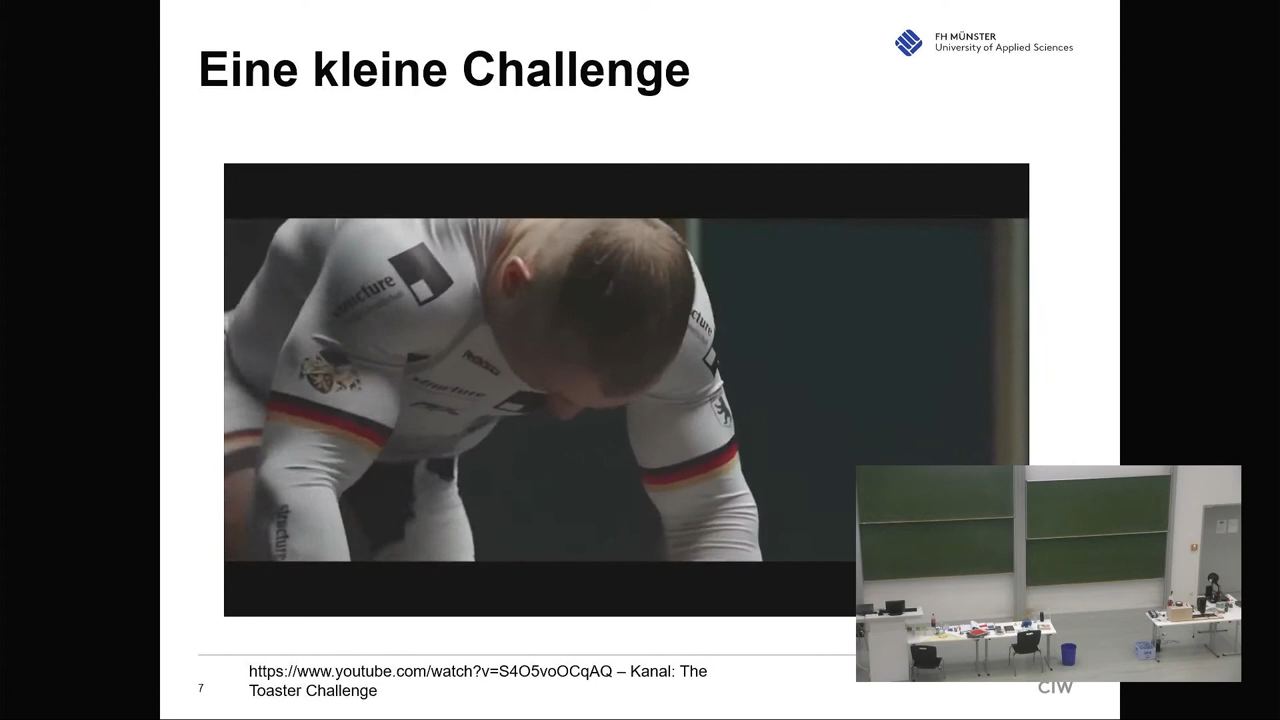 FH MÜNSTER
University of Applied Sciences
Eine kleine Challenge
structure
https://www.youtube.com/watch?v=S4O5voOCqAQ – Kanal: The
Toaster Challenge
7
CIW